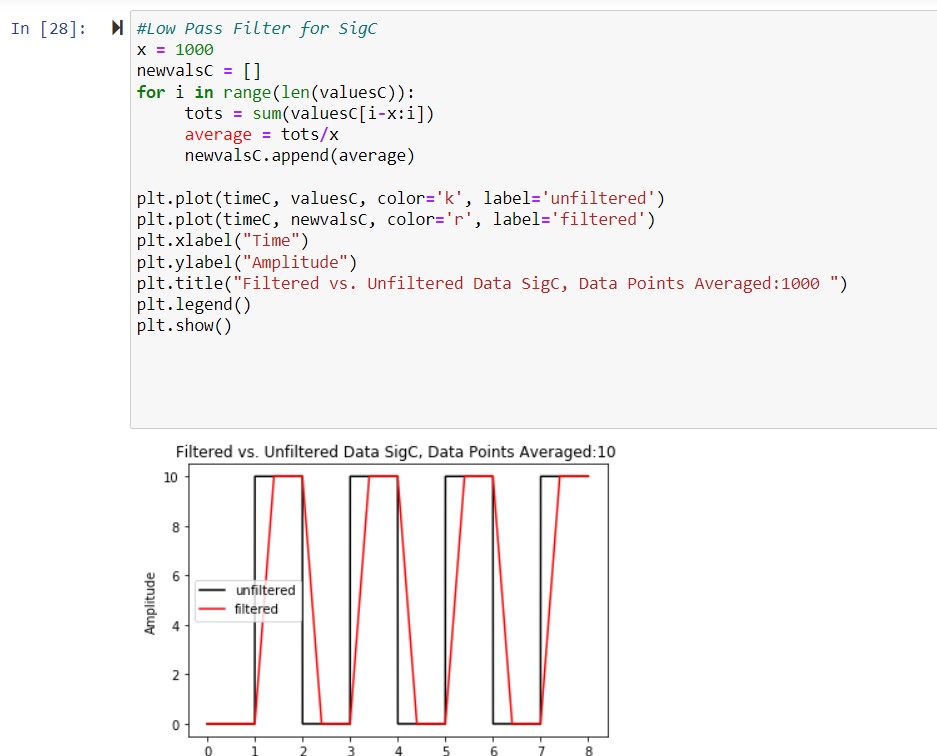 In [28]:
#Low Pass Filter for SigC
x = 1000
newvalsC = []
for i in range(len(valuesC)):
tots = sum(valuesC[i-x:i])
average = tots/x
newvalsC.append(average)
plt.plot(timeC, valuesC, color='k', label='unfiltered')
plt.plot(timeC, newvalsC, color='r', label='filtered')
plt.xlabel("Time")
plt.ylabel("Amplitude")
plt.title("Filtered vs. Unfiltered Data SigC, Data Points Averaged:1000 ")
plt.legend()
plt.show()
Filtered vs. Unfiltered Data SigC, Data Points Averaged:10
10
8
6
4
2
0
Amplitude
unfiltered
filtered
0 1 2 3 4 5 6 7 8